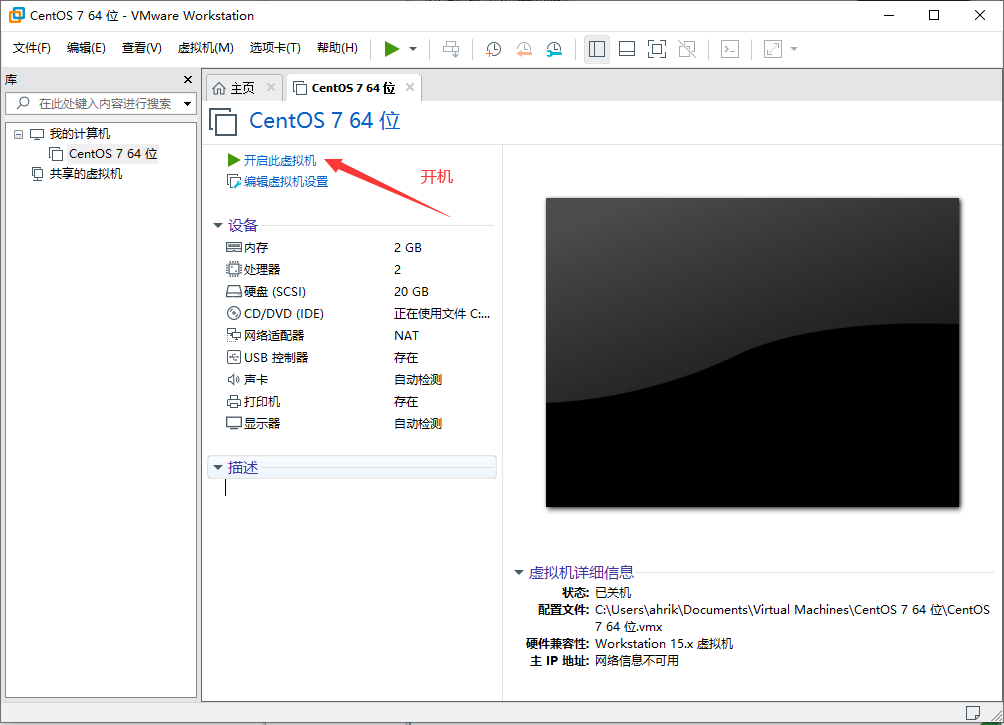 CentOS 7 64 位 - VMware Workstation
文件(F) 编辑(E) 查看(V) 虚拟机(M) 选项卡(T) 帮助(H)
库
在此处键入内容进行搜索
我的计算机
CentOS 7 64 位
共享的虚拟机
主页
CentOS 7 64 位
CentOS 7 64 位
开启此虚拟机
编辑虚拟机设置
开机
设备
内存 2 GB
处理器 2
硬盘 (SCSI) 20 GB
CD/DVD (IDE) 正在使用文件 C:...
网络适配器 NAT
USB 控制器 存在
声卡 自动检测
打印机 存在
显示器 自动检测
描述
虚拟机详细信息
状态: 已关机
配置文件: C:\Users\ahrik\Documents\Virtual Machines\CentOS 7 64 位\CentOS
7 64 位.vmx
硬件兼容性: Workstation 15.x 虚拟机
主 IP 地址: 网络信息不可用